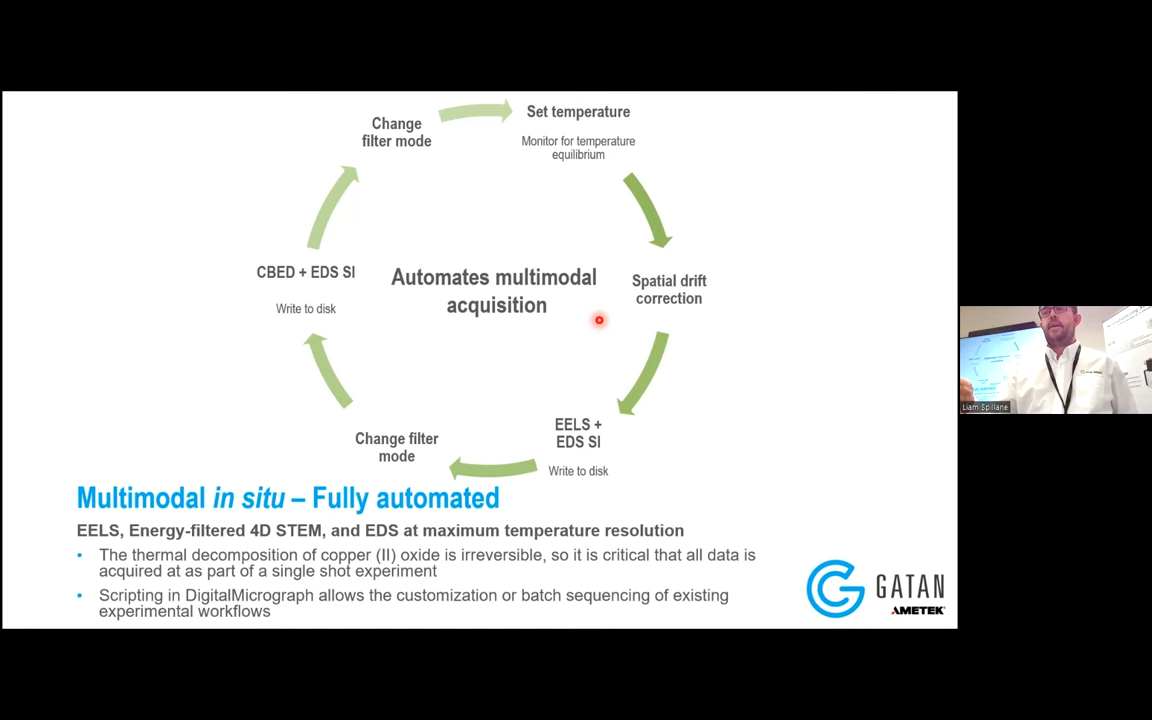 Change
filter mode
Set temperature
Monitor for temperature
equilibrium
CBED + EDS SI
Write to disk
Automates multimodal
acquisition
Spatial drift
correction
Change filter
mode
EELS +
EDS SI
Write to disk
Multimodal in situ – Fully automated
EELS, Energy-filtered 4D STEM, and EDS at maximum temperature resolution
• The thermal decomposition of copper (II) oxide is irreversible, so it is critical that all data is
acquired at as part of a single shot experiment
• Scripting in DigitalMicrograph allows the customization or batch sequencing of existing
experimental workflows
GATAN
AMETEK
Liam Spillane